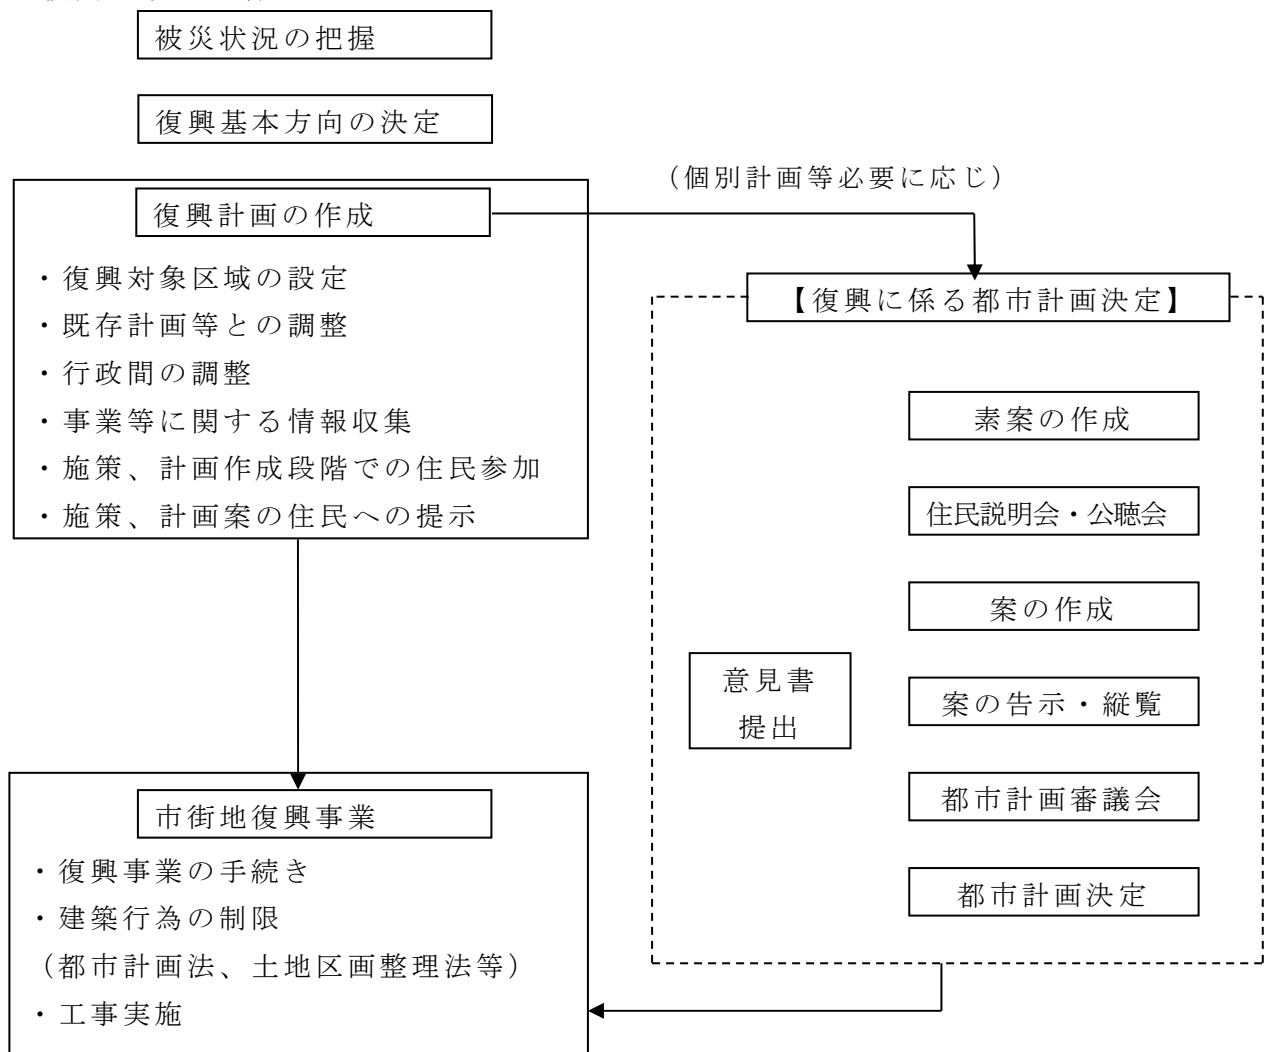 被災状況の把握
復興基本方向の決定
（個別計画等必要に応じ）
復興計画の作成
・復興対象区域の設定
・既存計画等との調整
・行政間の調整
・事業等に関する情報収集
・施策、計画作成段階での住民参加
・施策、計画案の住民への提示
【復興に係る都市計画決定】
素案の作成
住民説明会・公聴会
案の作成
意見書
提出
案の告示・縦覧
都市計画審議会
都市計画決定
市街地復興事業
・復興事業の手続き
・建築行為の制限
（都市計画法、土地区画整理法等）
・工事実施